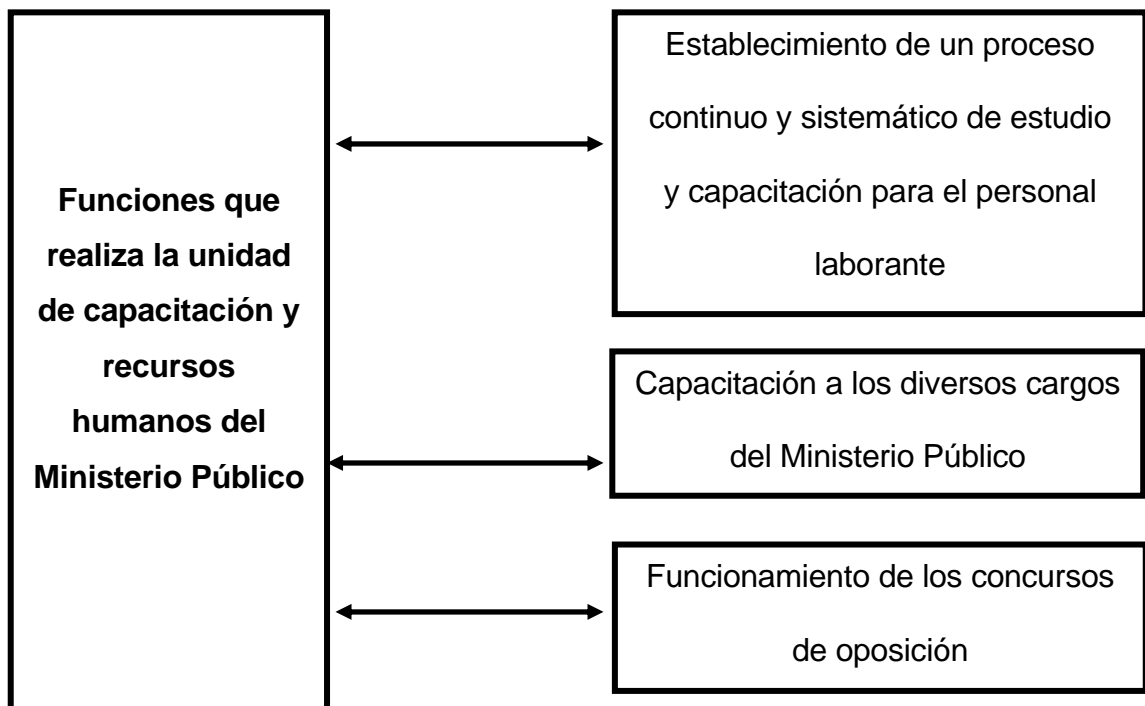 Funciones que
realiza la unidad
de capacitación y
recursos
humanos del
Ministerio Público
Establecimiento de un proceso
continuo y sistemático de estudio
y capacitación para el personal
laborante
Capacitación a los diversos cargos
del Ministerio Público
Funcionamiento de los concursos
de oposición